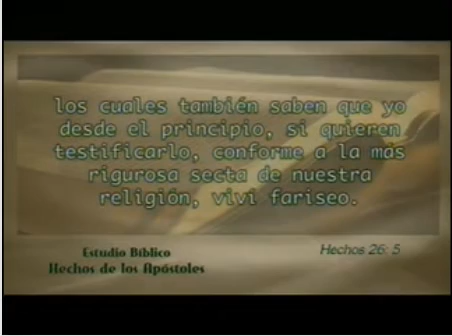 los cuales también saben que yo
desde el principio, si quieren
testificarlo, conforme a la más
rigurosa secta de nuestra
religión, viví fariseo.
Hechos 26: 5
Estudio Bíblico
Hechos de los Apóstoles